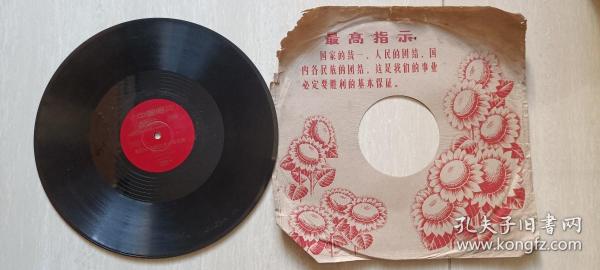 最高指示
国家的统一，人民的团结，国
内各民族的团结，这是我们的事业
必定要胜利的基本保证。
孔夫子旧书网
www.kongfz.com